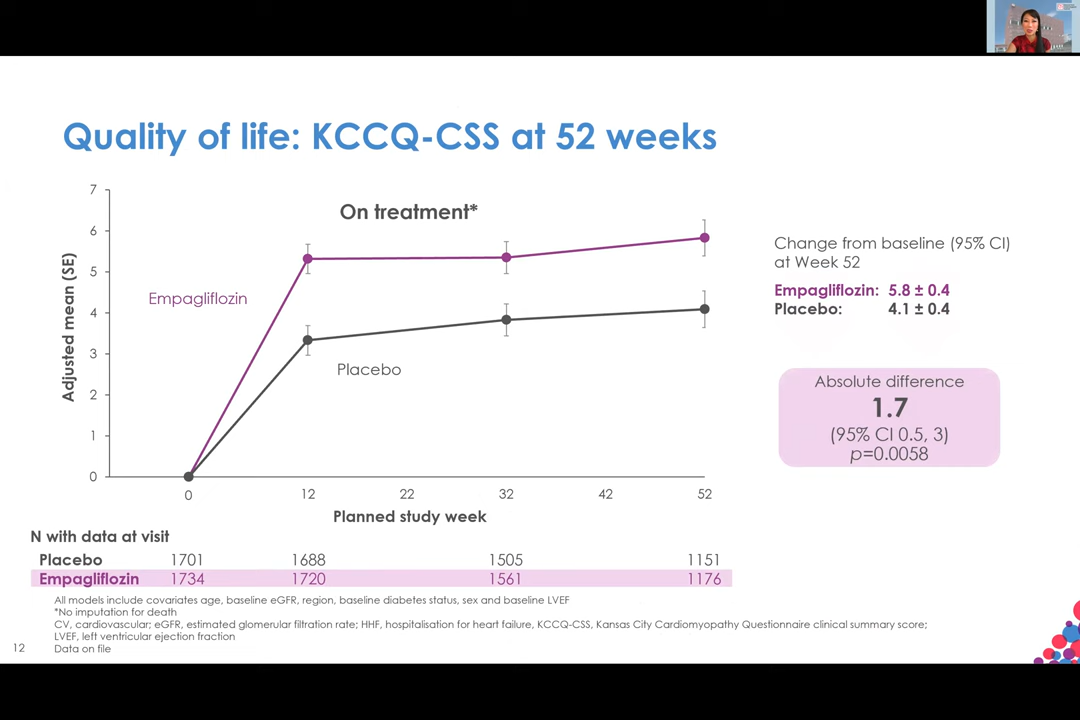 Quality of life: KCCQ-CSS at 52 weeks
7
6
5
4
3
2
1
0
Adjusted mean (SE)
On treatment*
Empagliflozin
Placebo
0 12 22 32 42 52
Planned study week
Change from baseline (95% CI)
at Week 52
Empagliflozin: 5.8 ± 0.4
Placebo: 4.1 ± 0.4
Absolute difference
1.7
(95% CI 0.5, 3)
p=0.0058
N with data at visit
Placebo 1701 1688 1505 1151
Empagliflozin 1734 1720 1561 1176
All models include covariates age, baseline eGFR, region, baseline diabetes status, sex and baseline LVEF
*No imputation for death
CV, cardiovascular; eGFR, estimated glomerular filtration rate; HHF, hospitalisation for heart failure, KCCQ-CSS, Kansas City Cardiomyopathy Questionnaire clinical summary score;
LVEF, left ventricular ejection fraction
Data on file
12